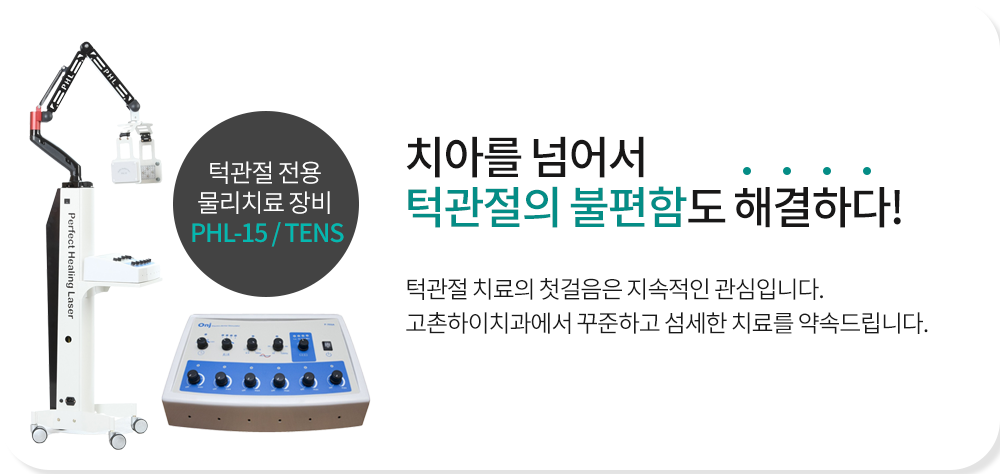 치아를 넘어서
턱관절의 불편함도 해결하다!
턱관절 치료의 첫걸음은 지속적인 관심입니다.
고촌하이치과에서 꾸준하고 섬세한 치료를 약속드립니다.
턱관절 전용
물리치료 장비
PHL-15 / TENS
PHL
PHL
Perfect Healing Laser
Onj